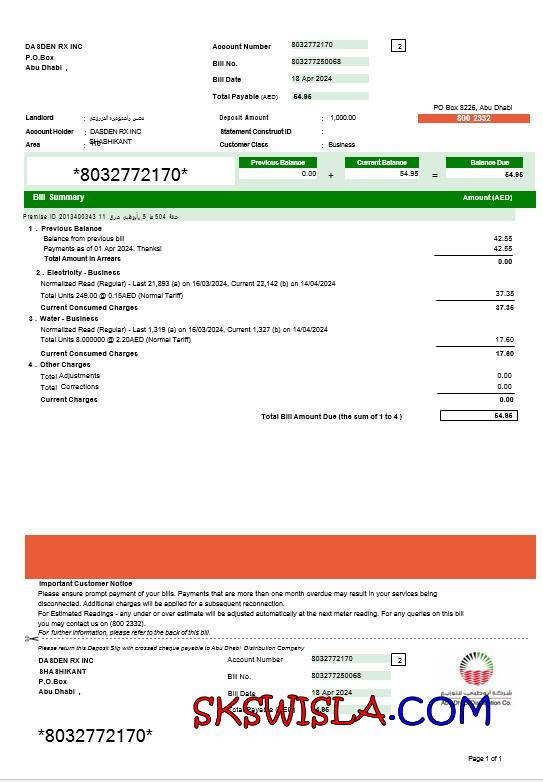 DASDEN RX INC
P.O.Box
Abu Dhabi ,
Account Number 8032772170 2
Bill No. 803277250068
Bill Date 18 Apr 2024
Total Payable (AED) 54.95
PO Box 8226, Abu Dhabi
800 2332
Landlord :
Deposit Amount : 1,000.00
Account Holder : DASDEN RX INC
SHASHIKANT
Statement Construct ID :
Area :
Customer Class : Business
*8032772170*
Previous Balance Current Balance Balance Due
0.00 + 54.95 = 54.95
Bill Summary Amount (AED)
Premise ID 2013400343 11
1 . Previous Balance
Balance from previous bill 42.55
Payments as of 01 Apr 2024. Thanks! 42.55
Total Amount in Arrears 0.00
2 . Electricity - Business
Normalized Read (Regular) - Last 21,893 (a) on 16/03/2024, Current 22,142 (b) on 14/04/2024
Total Units 249.00 @ 0.15AED (Normal Tariff) 37.35
Current Consumed Charges 37.35
3 . Water - Business
Normalized Read (Regular) - Last 1,319 (a) on 16/03/2024, Current 1,327 (b) on 14/04/2024
Total Units 8.000000 @ 2.20AED (Normal Tariff) 17.60
Current Consumed Charges 17.60
4 . Other Charges
Total Adjustments 0.00
Total Corrections 0.00
Current Charges 0.00
Total Bill Amount Due (the sum of 1 to 4 ) 54.95
Important Customer Notice
Please ensure prompt payment of your bills. Payments that are more than one month overdue may result in your services being
disconnected. Additional charges will be applied for a subsequent reconnection.
For Estimated Readings - any under or over estimate will be adjusted automatically at the next meter reading. For any queries on this bill
you may contact us on (800 2332).
For further information, please refer to the back of this bill.
Please return this Deposit Slip with crossed cheque payable to Abu Dhabi Distribution Company
DASDEN RX INC
SHASHIKANT
P.O.Box
Abu Dhabi ,
Account Number 8032772170 2
Bill No. 803277250068
Bill Date 18 Apr 2024
Total Payable (AED) 54.95
شركة أبوظبي للتوزيع
Abu Dhabi Distribution Co.
SKSWISLA.COM
*8032772170*
Page 1 of 1